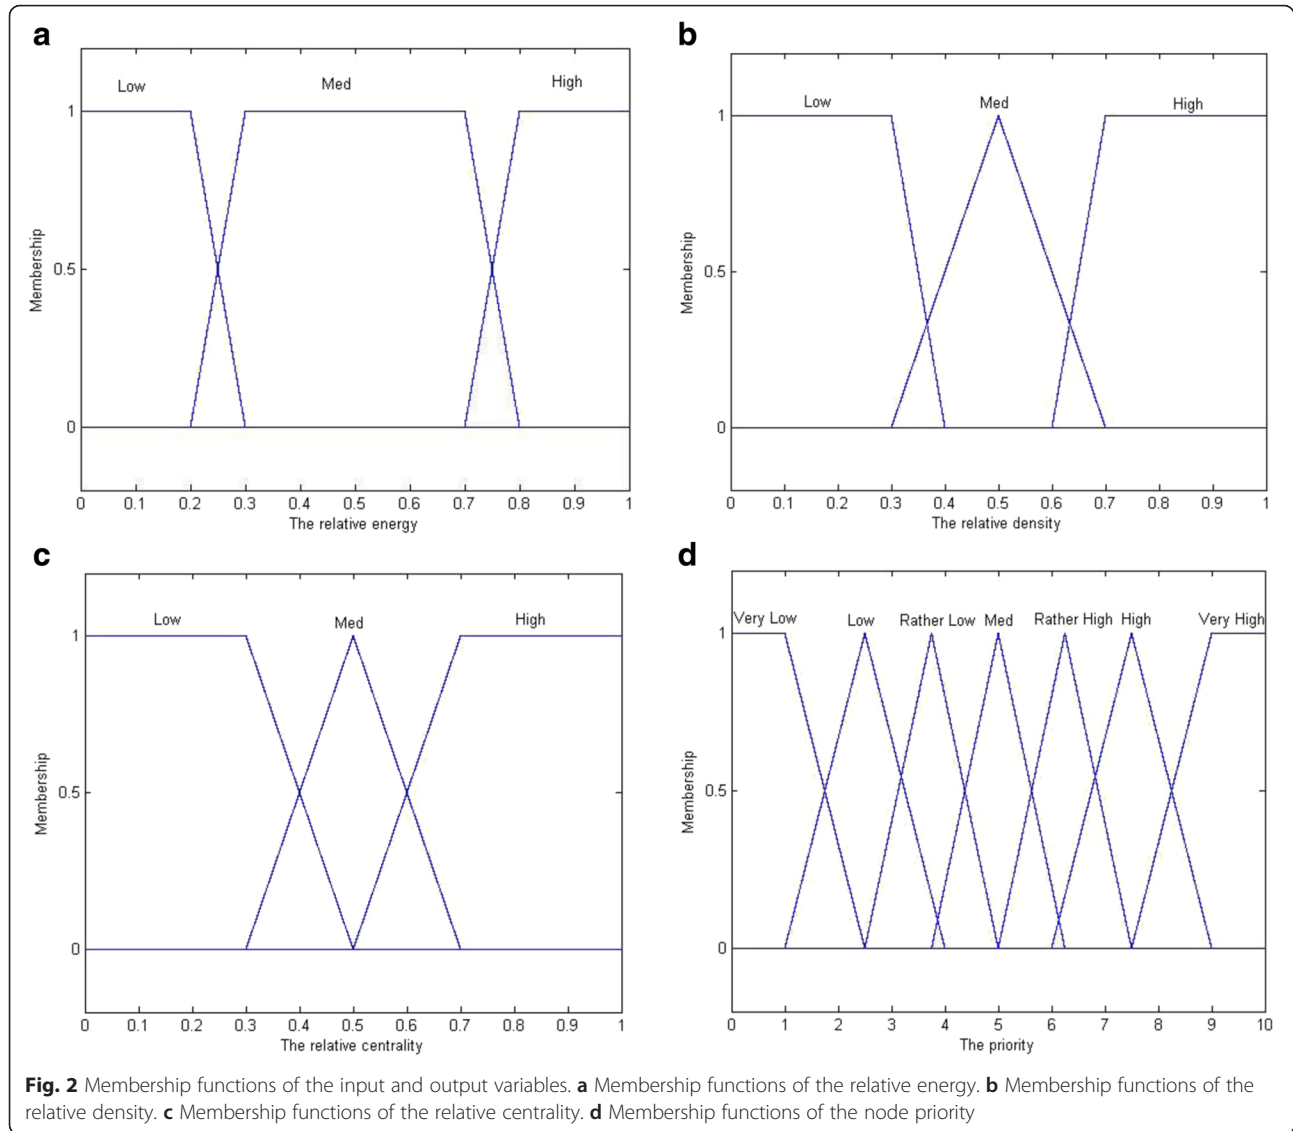 a
Low Med High
1
0.5
0
Membership
0 0.1 0.2 0.3 0.4 0.5 0.6 0.7 0.8 0.9 1
The relative energy
b
Low Med High
1
0.5
0
Membership
0 0.1 0.2 0.3 0.4 0.5 0.6 0.7 0.8 0.9 1
The relative density
c
Low Med High
1
0.5
0
Membership
0 0.1 0.2 0.3 0.4 0.5 0.6 0.7 0.8 0.9 1
The relative centrality
d
Very Low Low Rather Low Med Rather High High Very High
1
0.5
0
Membership
0 1 2 3 4 5 6 7 8 9 10
The priority
Fig. 2 Membership functions of the input and output variables. a Membership functions of the relative energy. b Membership functions of the
relative density. c Membership functions of the relative centrality. d Membership functions of the node priority